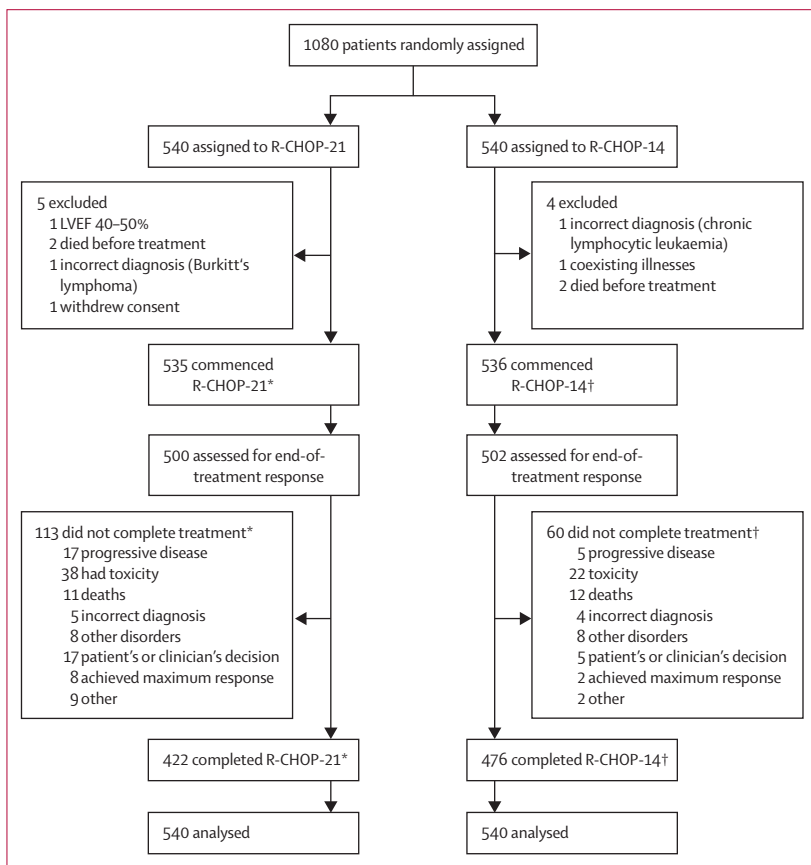 1080 patients randomly assigned
540 assigned to R-CHOP-21
540 assigned to R-CHOP-14
5 excluded
1 LVEF 40–50%
2 died before treatment
1 incorrect diagnosis (Burkitt's
lymphoma)
1 withdrew consent
4 excluded
1 incorrect diagnosis (chronic
lymphocytic leukaemia)
1 coexisting illnesses
2 died before treatment
535 commenced
R-CHOP-21*
536 commenced
R-CHOP-14†
500 assessed for end-of-
treatment response
502 assessed for end-of-
treatment response
113 did not complete treatment*
17 progressive disease
38 had toxicity
11 deaths
5 incorrect diagnosis
8 other disorders
17 patient's or clinician's decision
8 achieved maximum response
9 other
60 did not complete treatment†
5 progressive disease
22 toxicity
12 deaths
4 incorrect diagnosis
8 other disorders
5 patient's or clinician's decision
2 achieved maximum response
2 other
422 completed R-CHOP-21*
476 completed R-CHOP-14†
540 analysed
540 analysed